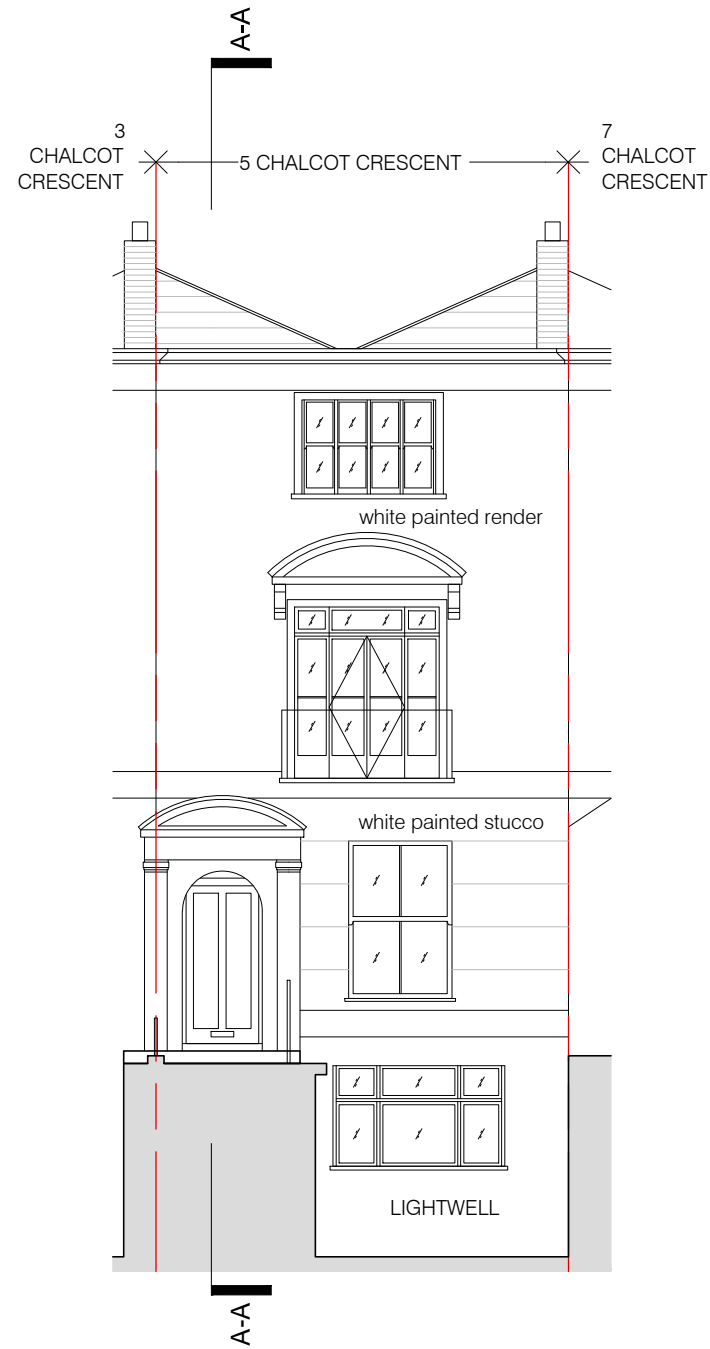 A-A
3
CHALCOT
CRESCENT
5 CHALCOT CRESCENT
7
CHALCOT
CRESCENT
white painted render
white painted stucco
LIGHTWELL
A-A